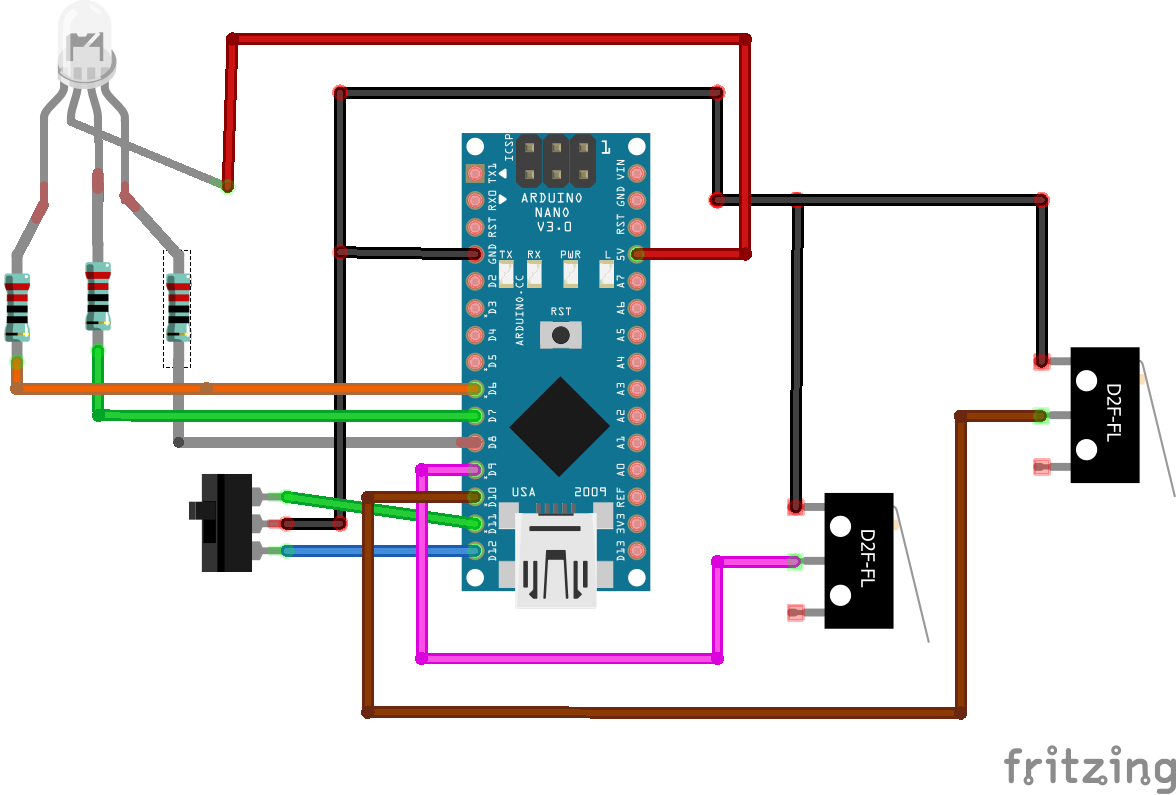 ICSP
1
TX1
RX0
RST
GND
D2
D3
D4
D5
D6
D7
D8
D9
D10
D11
D12
VIN
GND
RST
5V
A7
A6
A5
A4
A3
A2
A1
A0
REF
3V3
D13
ARDUINO
NANO
V3.0
TX RX PWR L
ARDUINO.CC
RST
USA 2009
D2F-FL
D2F-FL
fritzing